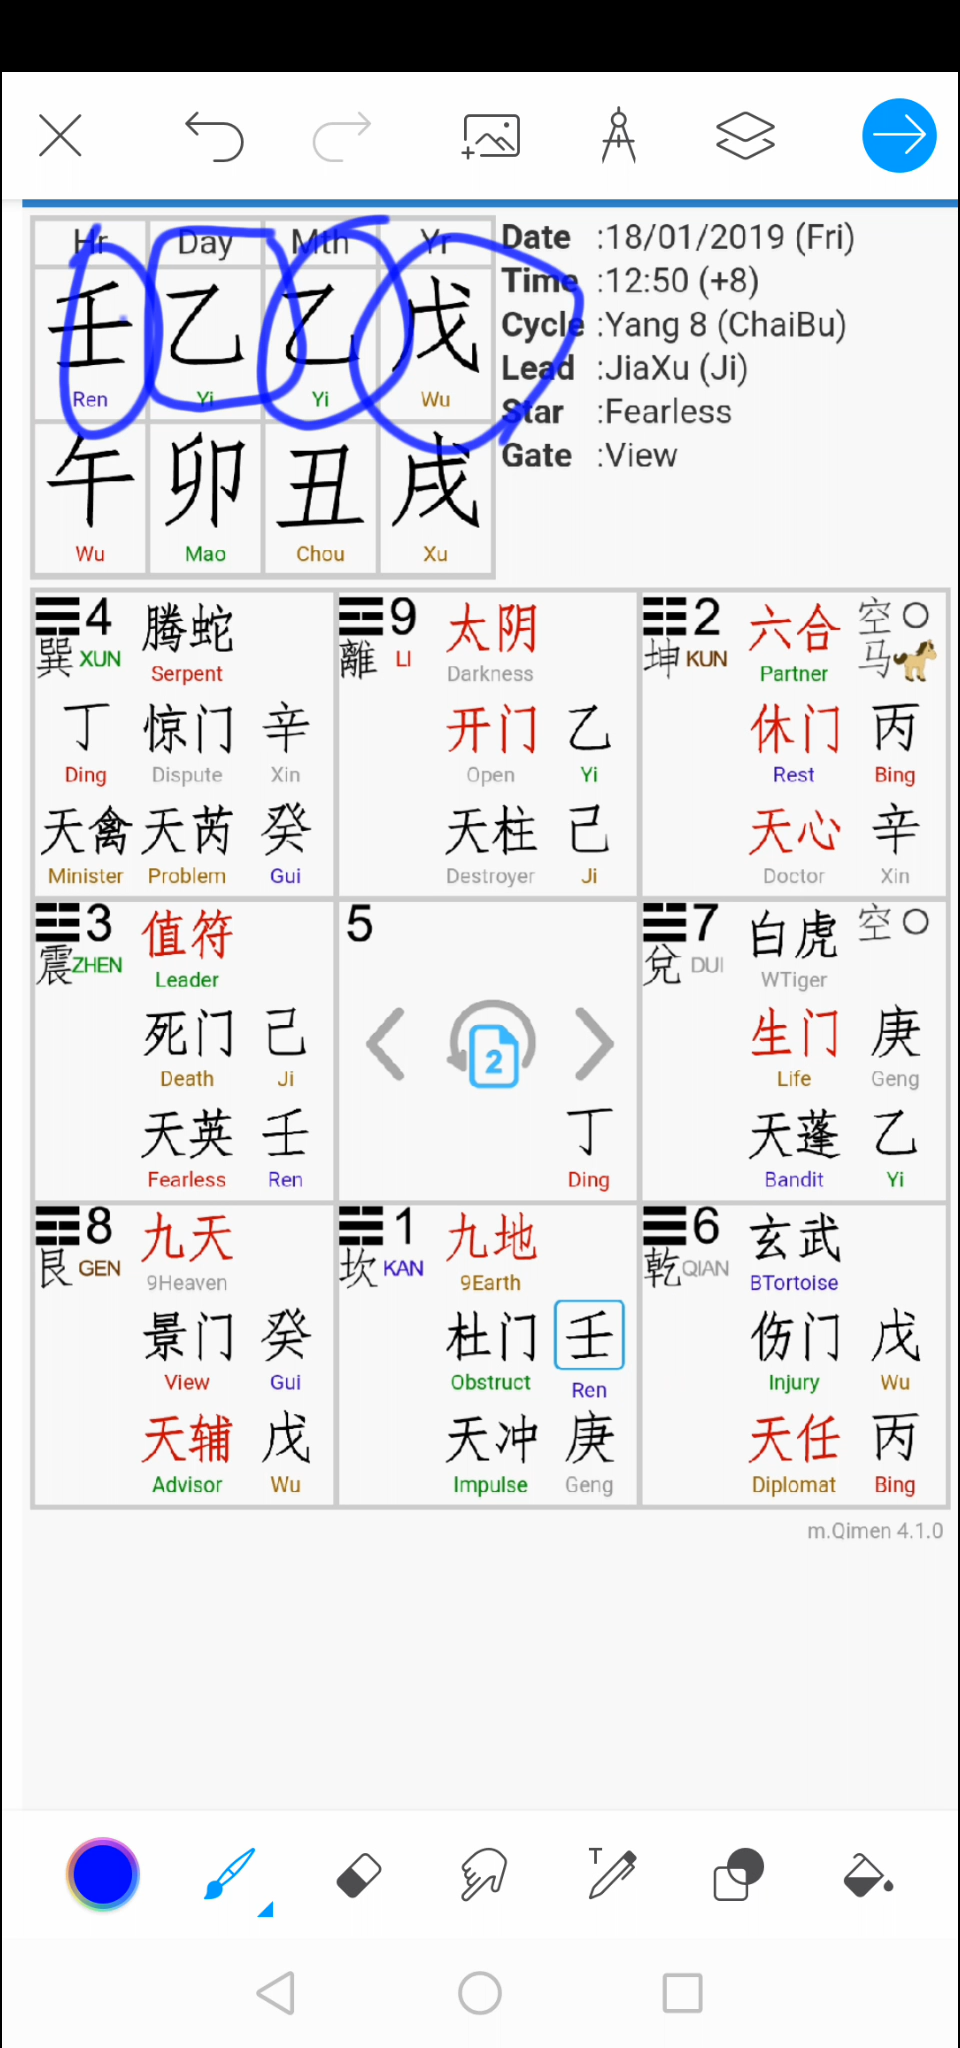 Hr Day Mth Yr
壬 乙 乙 戊
Ren Yi Yi Wu
午 卯 丑 戌
Wu Mao Chou Xu
Date :18/01/2019 (Fri)
Time :12:50 (+8)
Cycle :Yang 8 (ChaiBu)
Lead :JiaXu (Ji)
Star :Fearless
Gate :View
4 腾蛇
巽 XUN Serpent
丁 惊门 辛
Ding Dispute Xin
天禽 天芮 癸
Minister Problem Gui
9 太阴
離 LI Darkness
开门 乙
Open Yi
天柱 己
Destroyer Ji
2 六合 空
坤 KUN Partner 马
休门 丙
Rest Bing
天心 辛
Doctor Xin
3 值符
震 ZHEN Leader
死门 己
Death Ji
天英 壬
Fearless Ren
5
2
丁
Ding
7 白虎 空
兌 DUI WTiger
生门 庚
Life Geng
天蓬 乙
Bandit Yi
8 九天
艮 GEN 9Heaven
景门 癸
View Gui
天辅 戊
Advisor Wu
1 九地
坎 KAN 9Earth
杜门 壬
Obstruct Ren
天冲 庚
Impulse Geng
6 玄武
乾 QIAN BTortoise
伤门 戊
Injury Wu
天任 丙
Diplomat Bing
m.Qimen 4.1.0
T